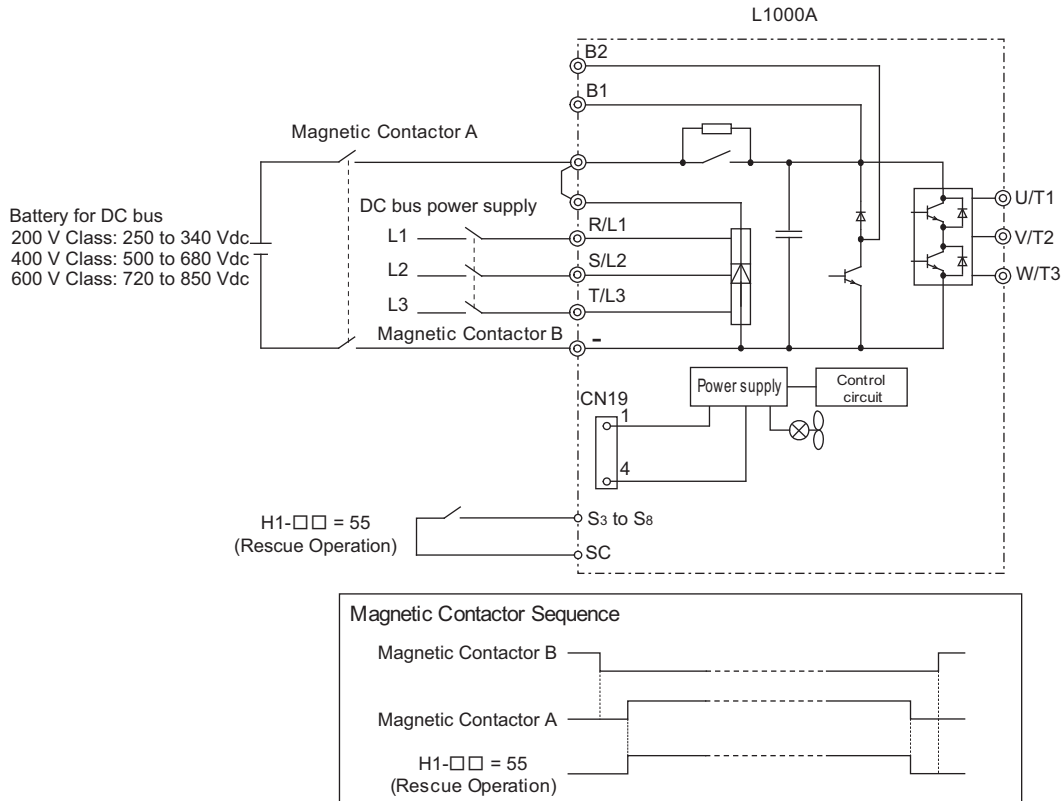 L1000A
B2
B1
Magnetic Contactor A
Battery for DC bus
200 V Class: 250 to 340 Vdc
400 V Class: 500 to 680 Vdc
600 V Class: 720 to 850 Vdc
DC bus power supply
L1
R/L1
L2
S/L2
L3
T/L3
Magnetic Contactor B
-
U/T1
V/T2
W/T3
Power supply
Control
circuit
CN19
1
4
H1-□□ = 55
(Rescue Operation)
S3 to S8
SC
Magnetic Contactor Sequence
Magnetic Contactor B
Magnetic Contactor A
H1-□□ = 55
(Rescue Operation)